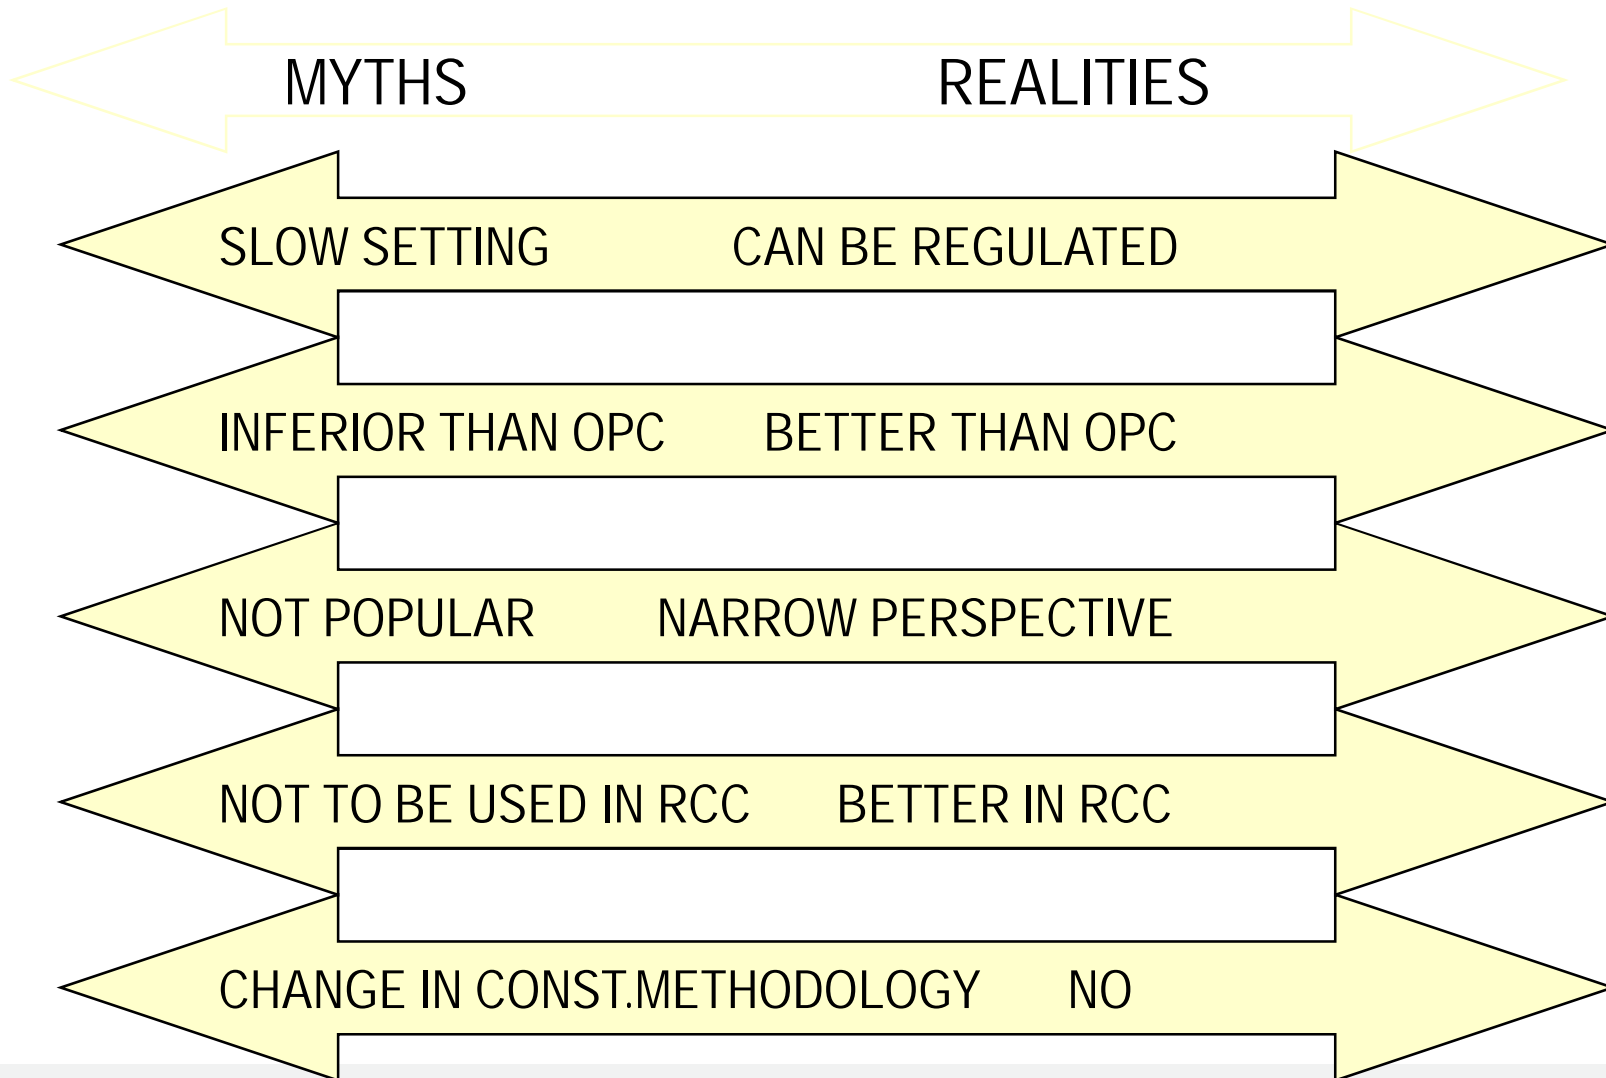 MYTHS REALITIES
SLOW SETTING CAN BE REGULATED
INFERIOR THAN OPC BETTER THAN OPC
NOT POPULAR NARROW PERSPECTIVE
NOT TO BE USED IN RCC BETTER IN RCC
CHANGE IN CONST.METHODOLOGY NO